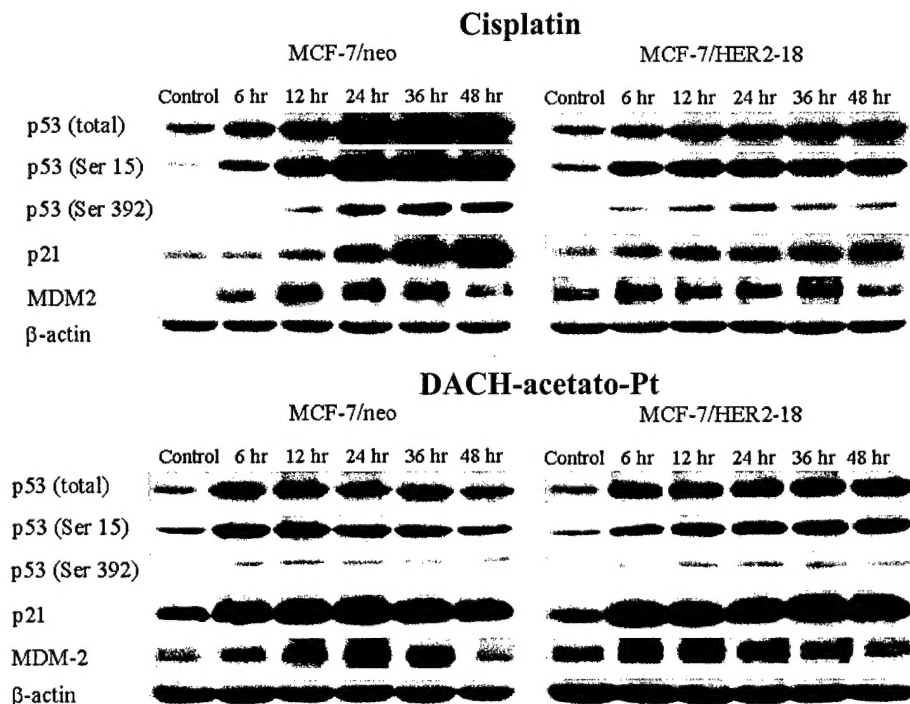 Cisplatin
MCF-7/neo MCF-7/HER2-18
Control 6 hr 12 hr 24 hr 36 hr 48 hr Control 6 hr 12 hr 24 hr 36 hr 48 hr
p53 (total)
p53 (Ser 15)
p53 (Ser 392)
p21
MDM2
β-actin
DACH-acetato-Pt
MCF-7/neo MCF-7/HER2-18
Control 6 hr 12 hr 24 hr 36 hr 48 hr Control 6 hr 12 hr 24 hr 36 hr 48 hr
p53 (total)
p53 (Ser 15)
p53 (Ser 392)
p21
MDM-2
β-actin